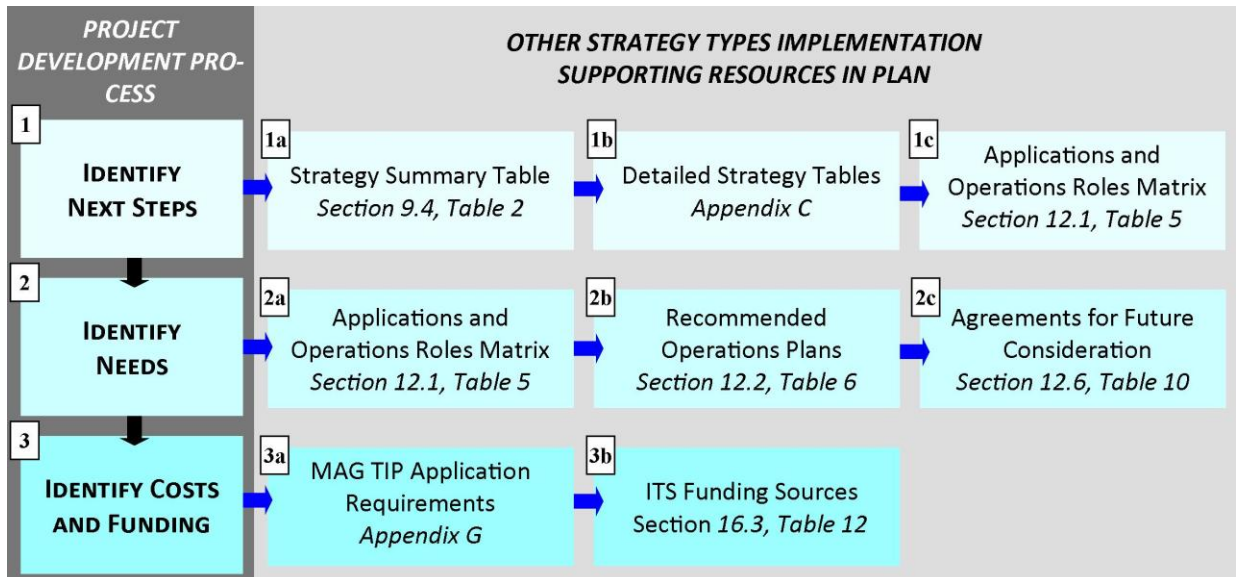 PROJECT
DEVELOPMENT PRO-
CESS
OTHER STRATEGY TYPES IMPLEMENTATION
SUPPORTING RESOURCES IN PLAN
1
IDENTIFY
NEXT STEPS
1a
Strategy Summary Table
Section 9.4, Table 2
1b
Detailed Strategy Tables
Appendix C
1c
Applications and
Operations Roles Matrix
Section 12.1, Table 5
2
IDENTIFY
NEEDS
2a
Applications and
Operations Roles Matrix
Section 12.1, Table 5
2b
Recommended
Operations Plans
Section 12.2, Table 6
2c
Agreements for Future
Consideration
Section 12.6, Table 10
3
IDENTIFY COSTS
AND FUNDING
3a
MAG TIP Application
Requirements
Appendix G
3b
ITS Funding Sources
Section 16.3, Table 12